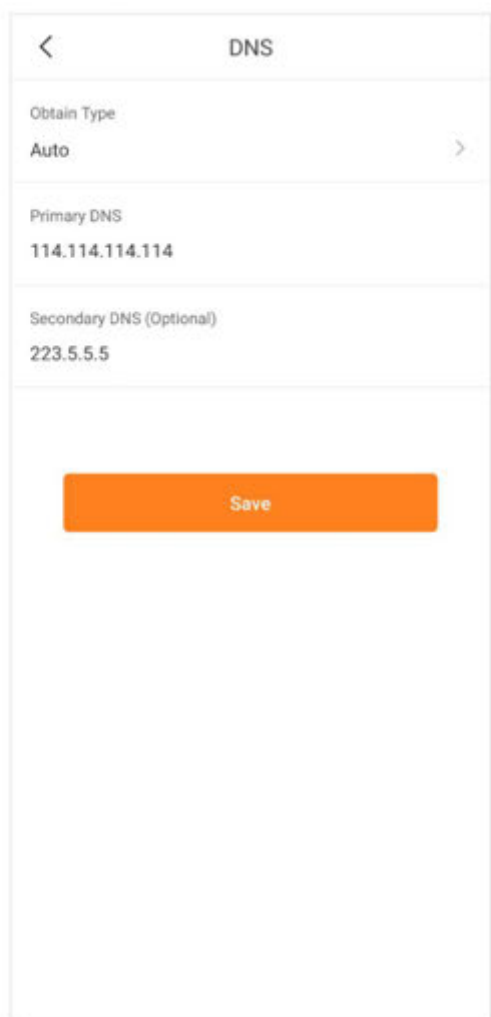 DNS
Obtain Type
Auto
Primary DNS
114.114.114.114
Secondary DNS (Optional)
223.5.5.5
Save